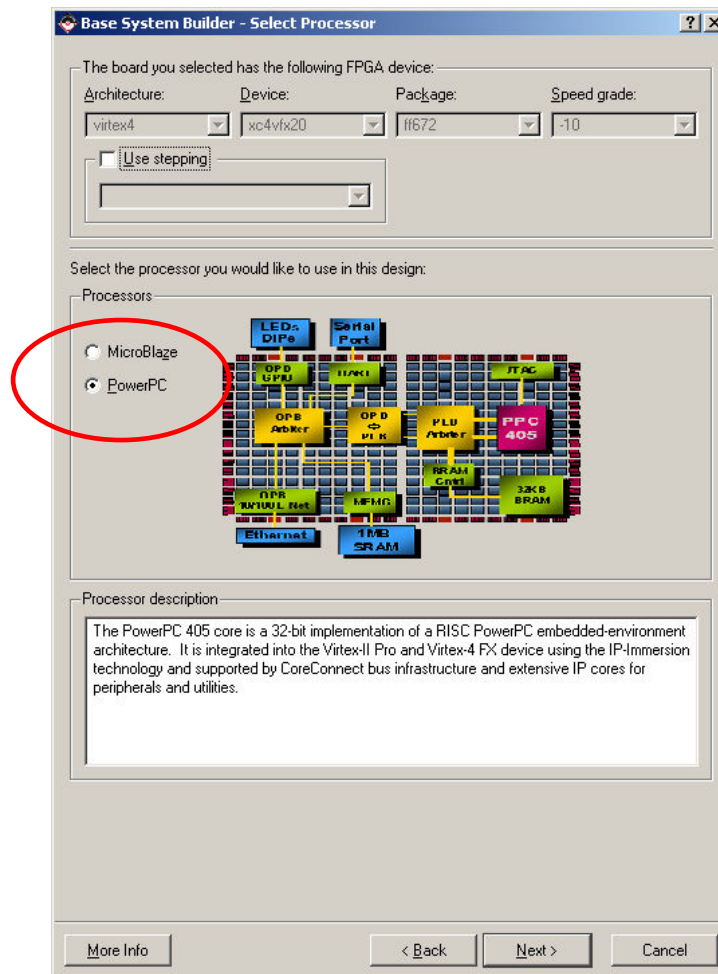 Base System Builder - Select Processor
The board you selected has the following FPGA device:
Architecture: Device: Package: Speed grade:
virtex4 xc4vfx20 ff672 -10
Use stepping
Select the processor you would like to use in this design:
Processors
MicroBlaze
PowerPC
LEDs Serial
DIPs Port
GPIO UART JTAG
OPB
Arbiter
PLB
Arbiter
PPC
405
BRAM
Cntrl
32KB
BRAM
OPB
10/100E Net
Ethernet
1MB
SRAM
Processor description
The PowerPC 405 core is a 32-bit implementation of a RISC PowerPC embedded-environment
architecture. It is integrated into the Virtex-II Pro and Virtex-4 FX device using the IP-Immersion
technology and supported by CoreConnect bus infrastructure and extensive IP cores for
peripherals and utilities.
More Info < Back Next > Cancel